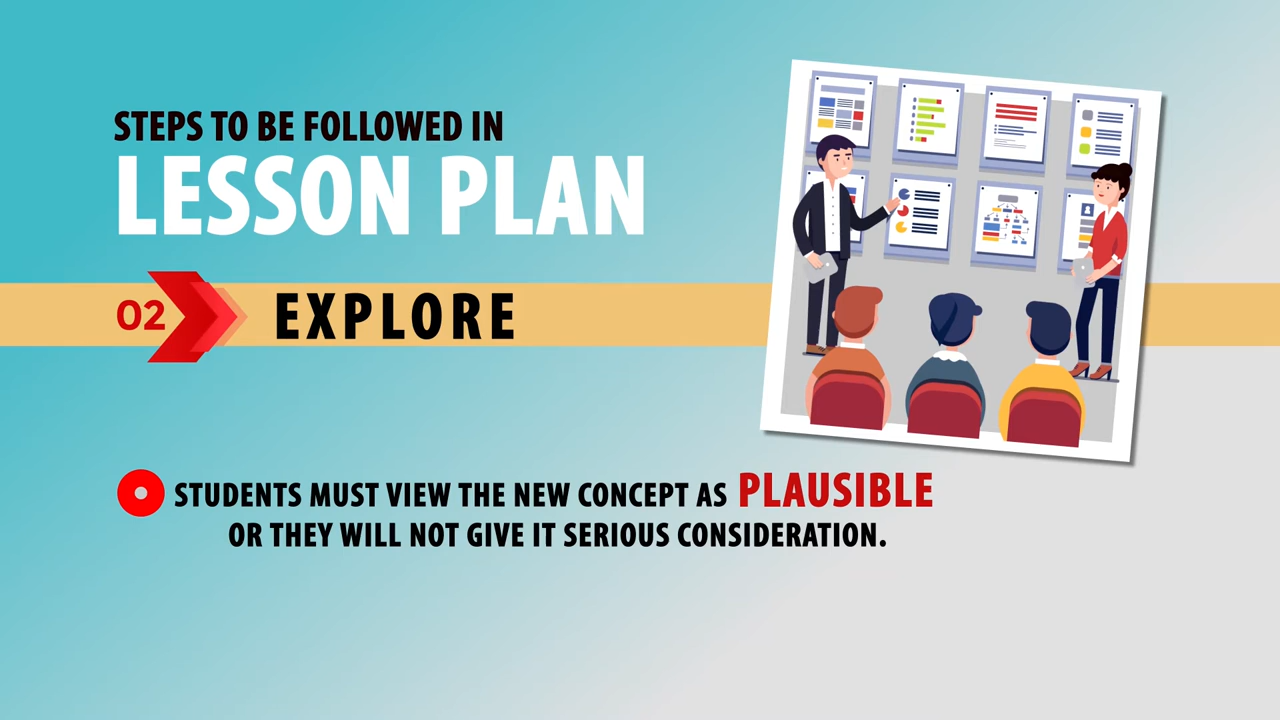 STEPS TO BE FOLLOWED IN
LESSON PLAN
02 EXPLORE
STUDENTS MUST VIEW THE NEW CONCEPT AS PLAUSIBLE
OR THEY WILL NOT GIVE IT SERIOUS CONSIDERATION.